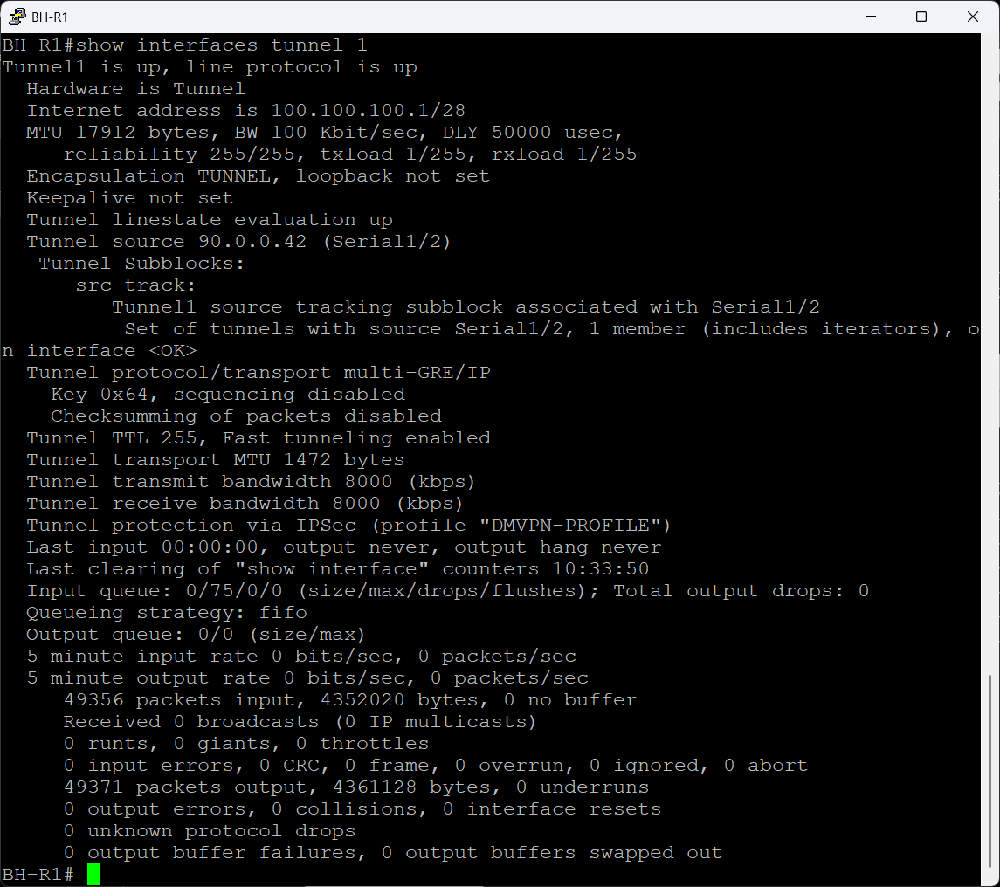 BH-R1
BH-R1#show interfaces tunnel 1
Tunnel1 is up, line protocol is up
  Hardware is Tunnel
  Internet address is 100.100.100.1/28
  MTU 17912 bytes, BW 100 Kbit/sec, DLY 50000 usec,
     reliability 255/255, txload 1/255, rxload 1/255
  Encapsulation TUNNEL, loopback not set
  Keepalive not set
  Tunnel linestate evaluation up
  Tunnel source 90.0.0.42 (Serial1/2)
   Tunnel Subblocks:
      src-track:
         Tunnel1 source tracking subblock associated with Serial1/2
          Set of tunnels with source Serial1/2, 1 member (includes iterators), o
n interface <OK>
  Tunnel protocol/transport multi-GRE/IP
    Key 0x64, sequencing disabled
    Checksumming of packets disabled
  Tunnel TTL 255, Fast tunneling enabled
  Tunnel transport MTU 1472 bytes
  Tunnel transmit bandwidth 8000 (kbps)
  Tunnel receive bandwidth 8000 (kbps)
  Tunnel protection via IPSec (profile "DMVPN-PROFILE")
  Last input 00:00:00, output never, output hang never
  Last clearing of "show interface" counters 10:33:50
  Input queue: 0/75/0/0 (size/max/drops/flushes); Total output drops: 0
  Queueing strategy: fifo
  Output queue: 0/0 (size/max)
  5 minute input rate 0 bits/sec, 0 packets/sec
  5 minute output rate 0 bits/sec, 0 packets/sec
     49356 packets input, 4352020 bytes, 0 no buffer
     Received 0 broadcasts (0 IP multicasts)
     0 runts, 0 giants, 0 throttles
     0 input errors, 0 CRC, 0 frame, 0 overrun, 0 ignored, 0 abort
     49371 packets output, 4361128 bytes, 0 underruns
     0 output errors, 0 collisions, 0 interface resets
     0 unknown protocol drops
     0 output buffer failures, 0 output buffers swapped out
BH-R1#